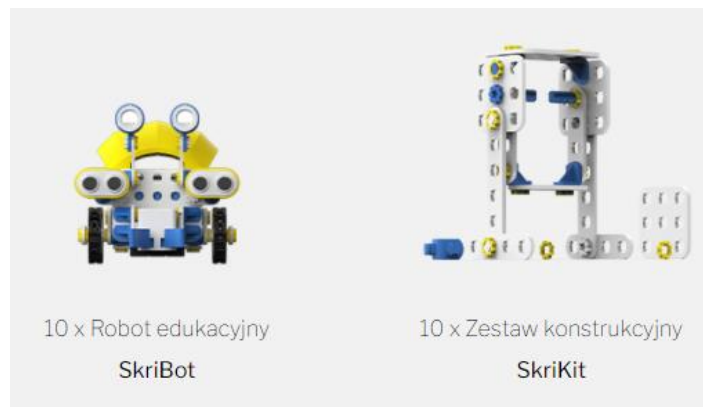 10 x Robot edukacyjny
SkriBot
10 x Zestaw konstrukcyjny
SkriKit